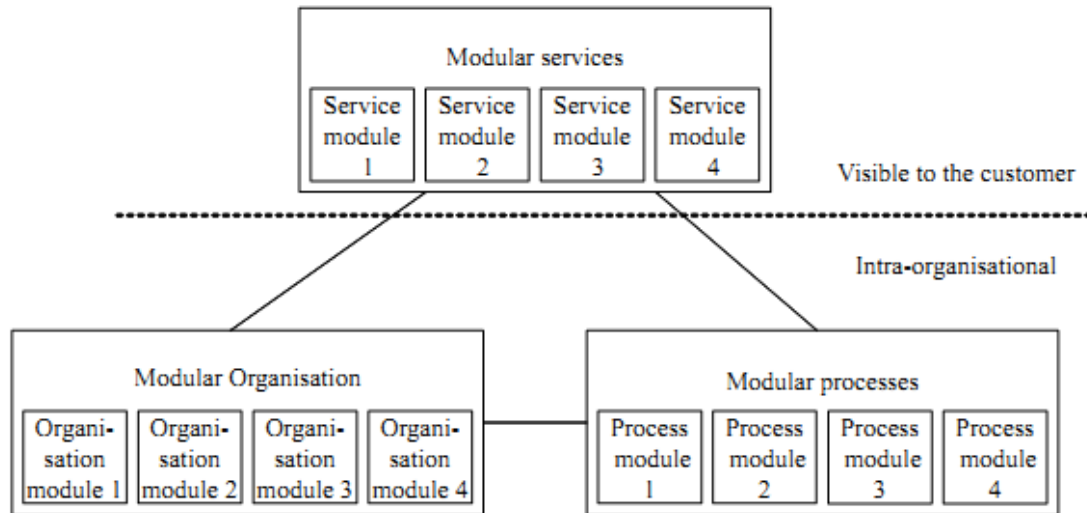 Modular services
Service module 1
Service module 2
Service module 3
Service module 4
Visible to the customer
Intra-organisational
Modular Organisation
Organi-
sation
module 1
Organi-
sation
module 2
Organi-
sation
module 3
Organi-
sation
module 4
Modular processes
Process
module
1
Process
module
2
Process
module
3
Process
module
4